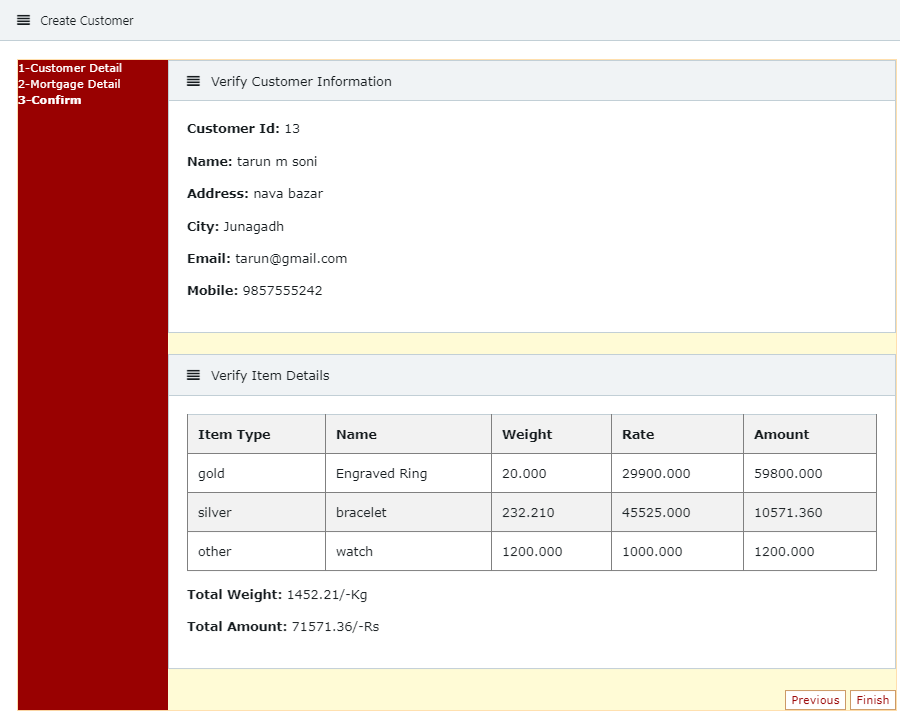 Create Customer
1-Customer Detail
2-Mortgage Detail
3-Confirm
Verify Customer Information
Customer Id: 13
Name: tarun m soni
Address: nava bazar
City: Junagadh
Email: tarun@gmail.com
Mobile: 9857555242
Verify Item Details
Item Type Name Weight Rate Amount
gold Engraved Ring 20.000 29900.000 59800.000
silver bracelet 232.210 45525.000 10571.360
other watch 1200.000 1000.000 1200.000
Total Weight: 1452.21/-Kg
Total Amount: 71571.36/-Rs
Previous Finish